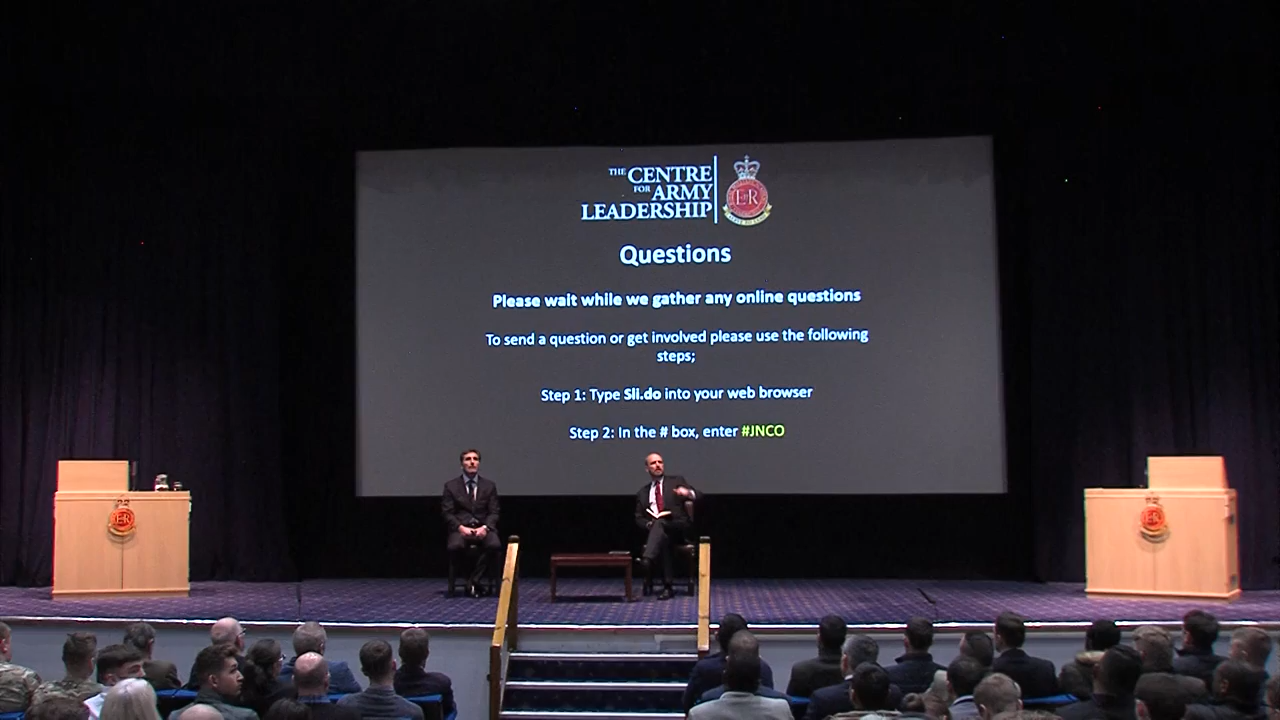 THE CENTRE
FOR ARMY
LEADERSHIP
E R
Questions
Please wait while we gather any online questions
To send a question or get involved please use the following
steps;
Step 1: Type Sli.do into your web browser
Step 2: In the # box, enter #JNCO
E R
E R